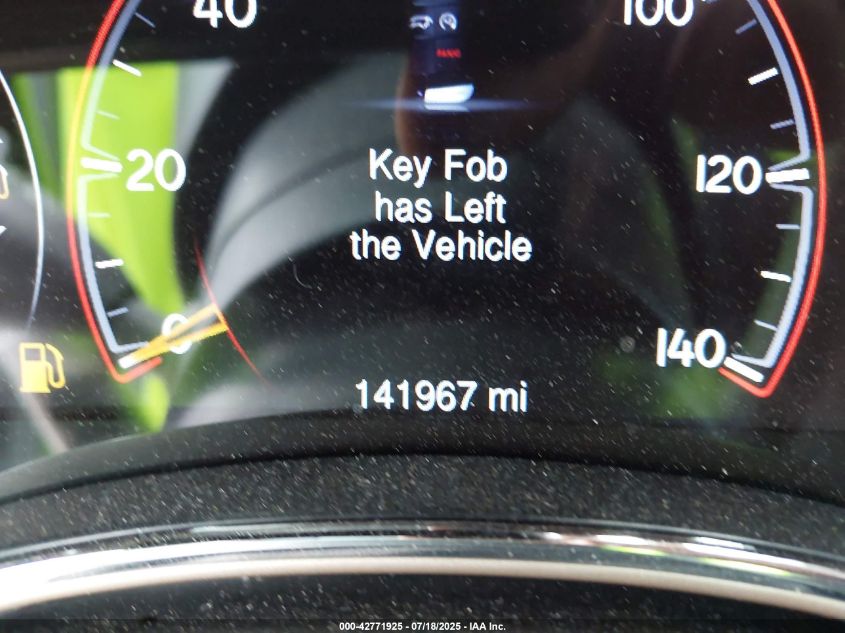 40
100
PANIC
20
Key Fob
120
has Left
the Vehicle
0
140
141967 mi
000-42771925 - 07/18/2025 - IAA Inc.